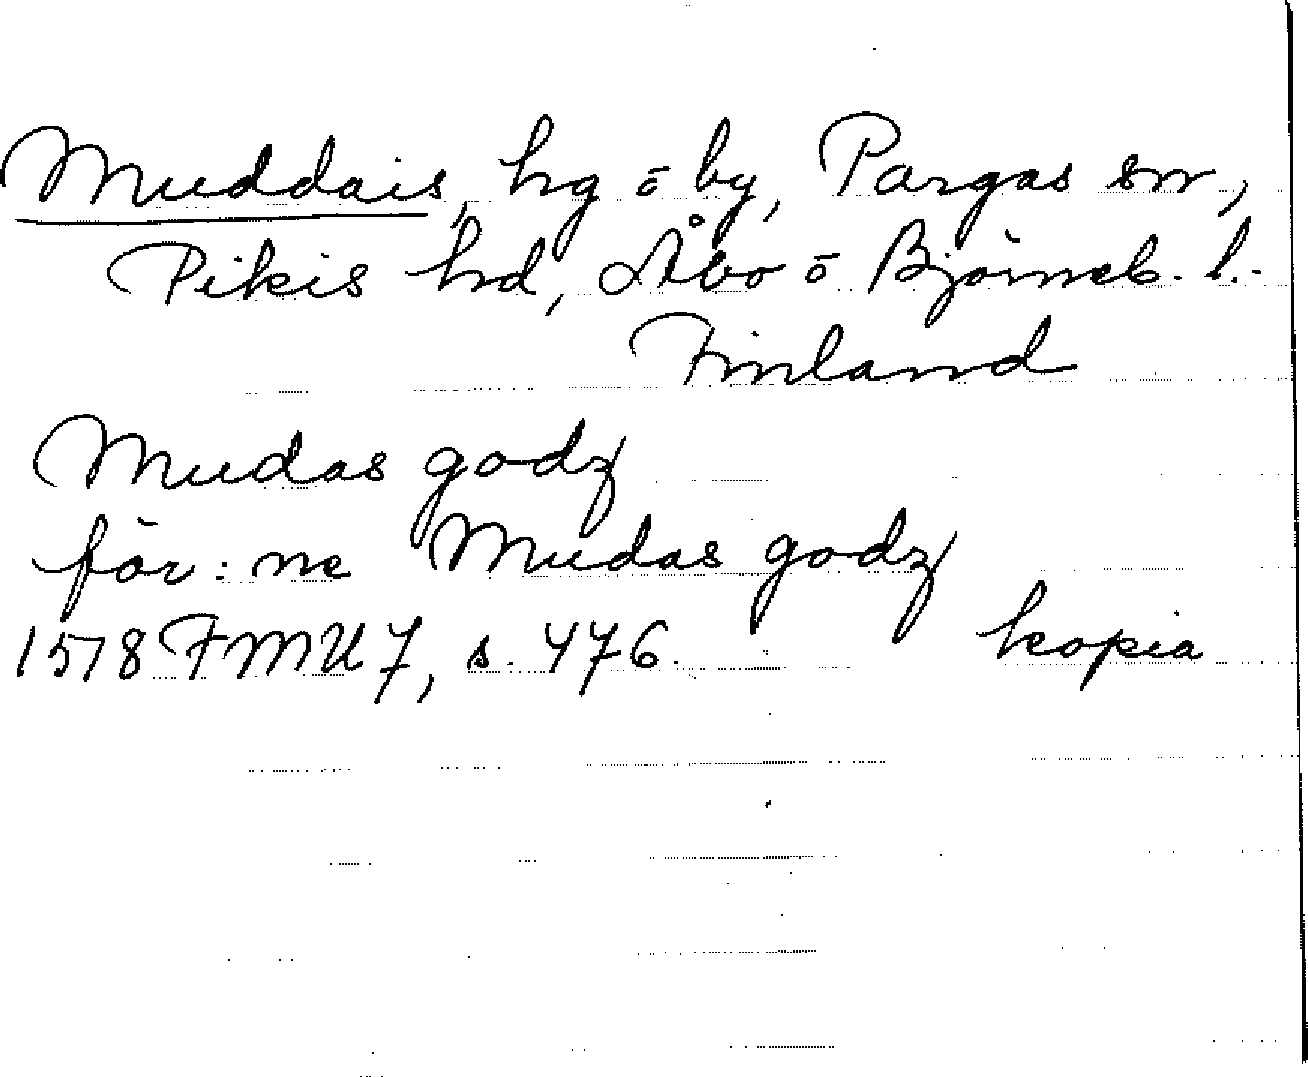 Muddais, hg ō by, Pargas sn,
Pikis hd, Åbo ō Björneb. l.
Finland
Mudas godz
för: ne Mudas godz
1578 FMU 7, s. 476. kopia